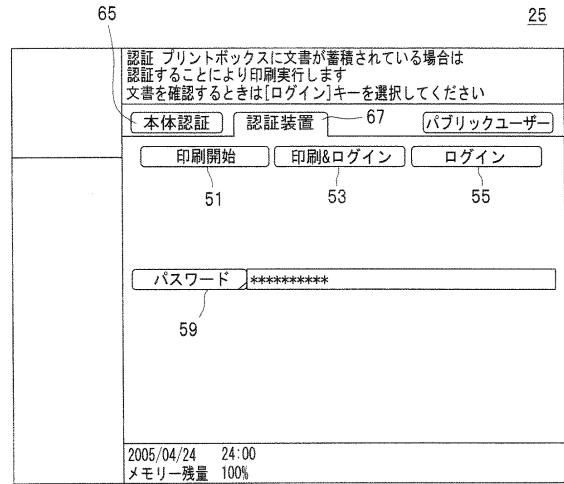 65
25
認証 プリントボックスに文書が蓄積されている場合は
認証することにより印刷実行します
文書を確認するときは[ログイン]キーを選択してください
本体認証 認証装置 67 パブリックユーザー
印刷開始 印刷&ログイン ログイン
51 53 55
パスワード **********
59
2005/04/24 24:00
メモリー残量 100%